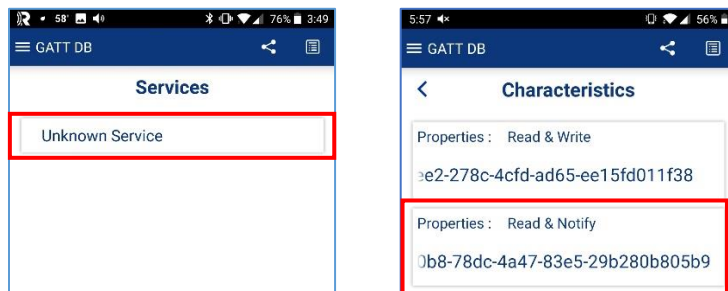 58° 76% 3:49
GATT DB
Services
Unknown Service
5:57 56%
GATT DB
Characteristics
Properties : Read & Write
ee2-278c-4cfd-ad65-ee15fd011f38
Properties : Read & Notify
0b8-78dc-4a47-83e5-29b280b805b9